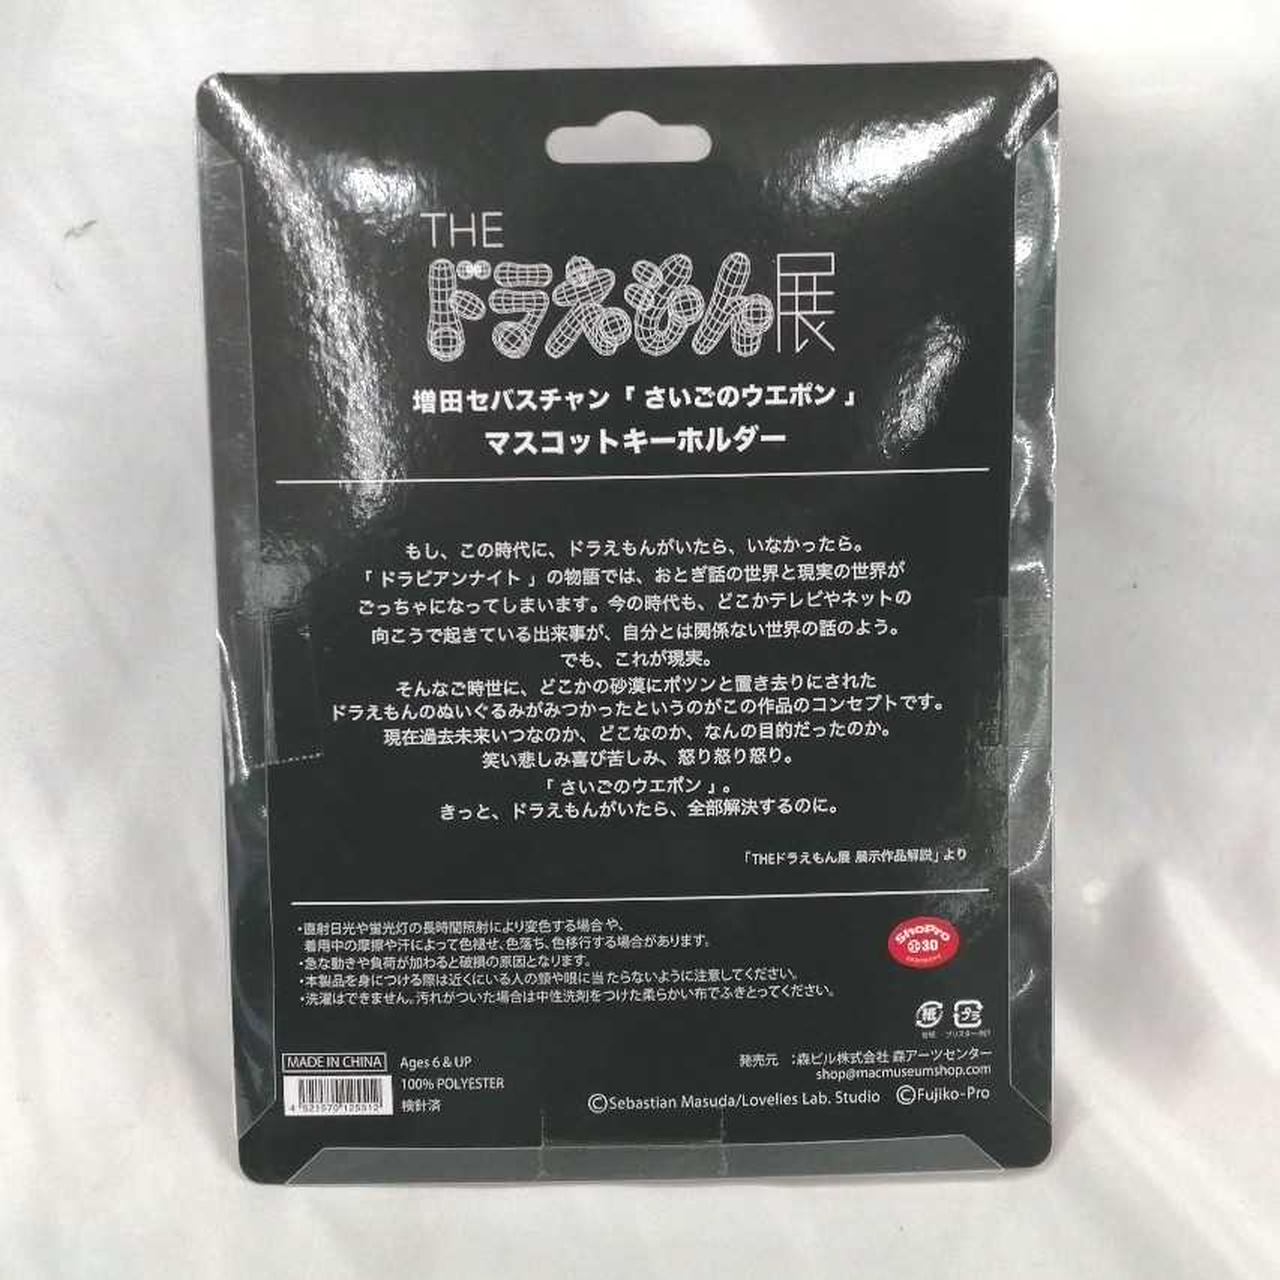 THE
ドラえもん展
増田セバスチャン「さいごのウエポン」
マスコットキーホルダー
もし、この時代に、ドラえもんがいたら、いなかったら。
「ドラビアンナイト」の物語では、おとぎ話の世界と現実の世界が
ごっちゃになってしまいます。今の時代も、どこかテレビやネットの
向こうで起きている出来事が、自分とは関係ない世界の話のよう。
でも、これが現実。
そんなご時世に、どこかの砂漠にポツンと置き去りにされた
ドラえもんのぬいぐるみがみつかったというのがこの作品のコンセプトです。
現在過去未来いつなのか、どこなのか、なんの目的だったのか。
笑い悲しみ喜び苦しみ、怒り怒り怒り。
「さいごのウエポン」。
きっと、ドラえもんがいたら、全部解決するのに。
「THEドラえもん展 展示作品解説」より
・直射日光や蛍光灯の長時間照射により変色する場合や、
着用中の摩擦や汗によって色褪せ、色落ち、色移行する場合があります。
・急な動きや負荷が加わると破損の原因となります。
・本製品を身につける際は近くにいる人の顔や眼に当たらないように注意してください。
・洗濯はできません。汚れがついた場合は中性洗剤をつけた柔らかい布でふきとってください。
ShoPro
30
紙 プラ
台紙 ブリスター・袋
MADE IN CHINA
Ages 6 & UP
100% POLYESTER
検針済
発売元 :森ビル株式会社 森アーツセンター
shop@macmuseumshop.com
©Sebastian Masuda/Lovelies Lab. Studio ©Fujiko-Pro